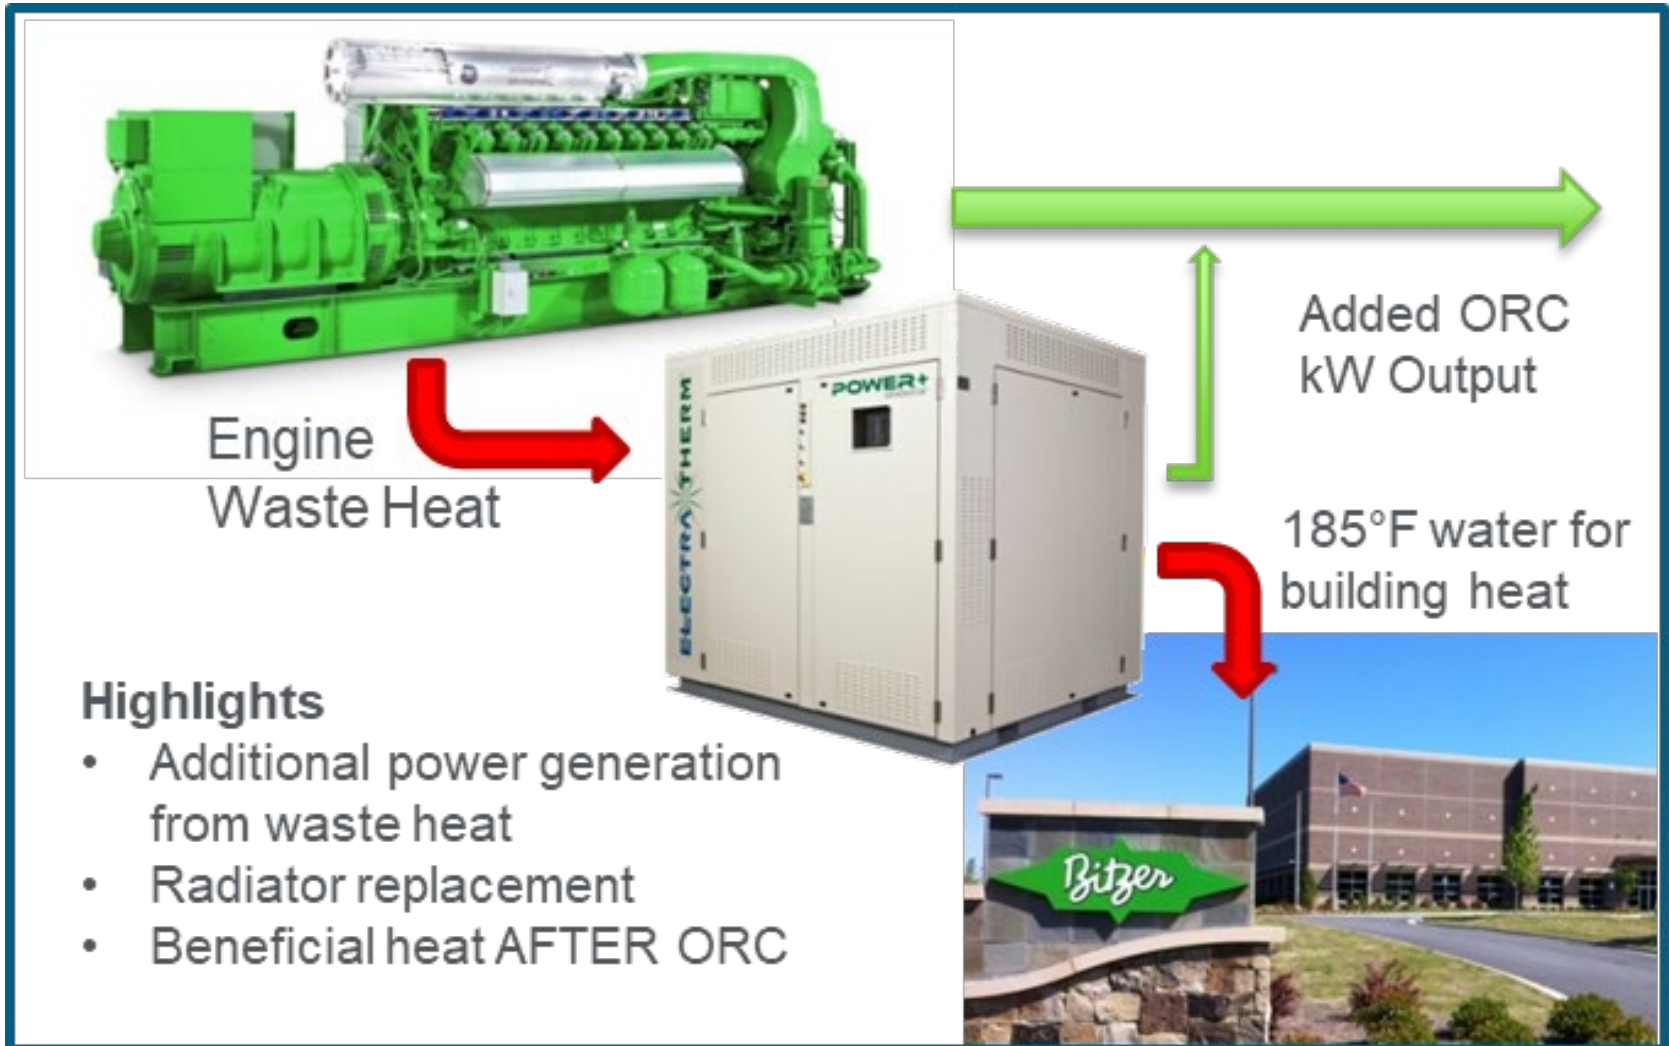 Engine
Waste Heat
ELECTRATHERM
POWER+
Added ORC
kW Output
185°F water for
building heat
Highlights
• Additional power generation
from waste heat
• Radiator replacement
• Beneficial heat AFTER ORC
Bitzer